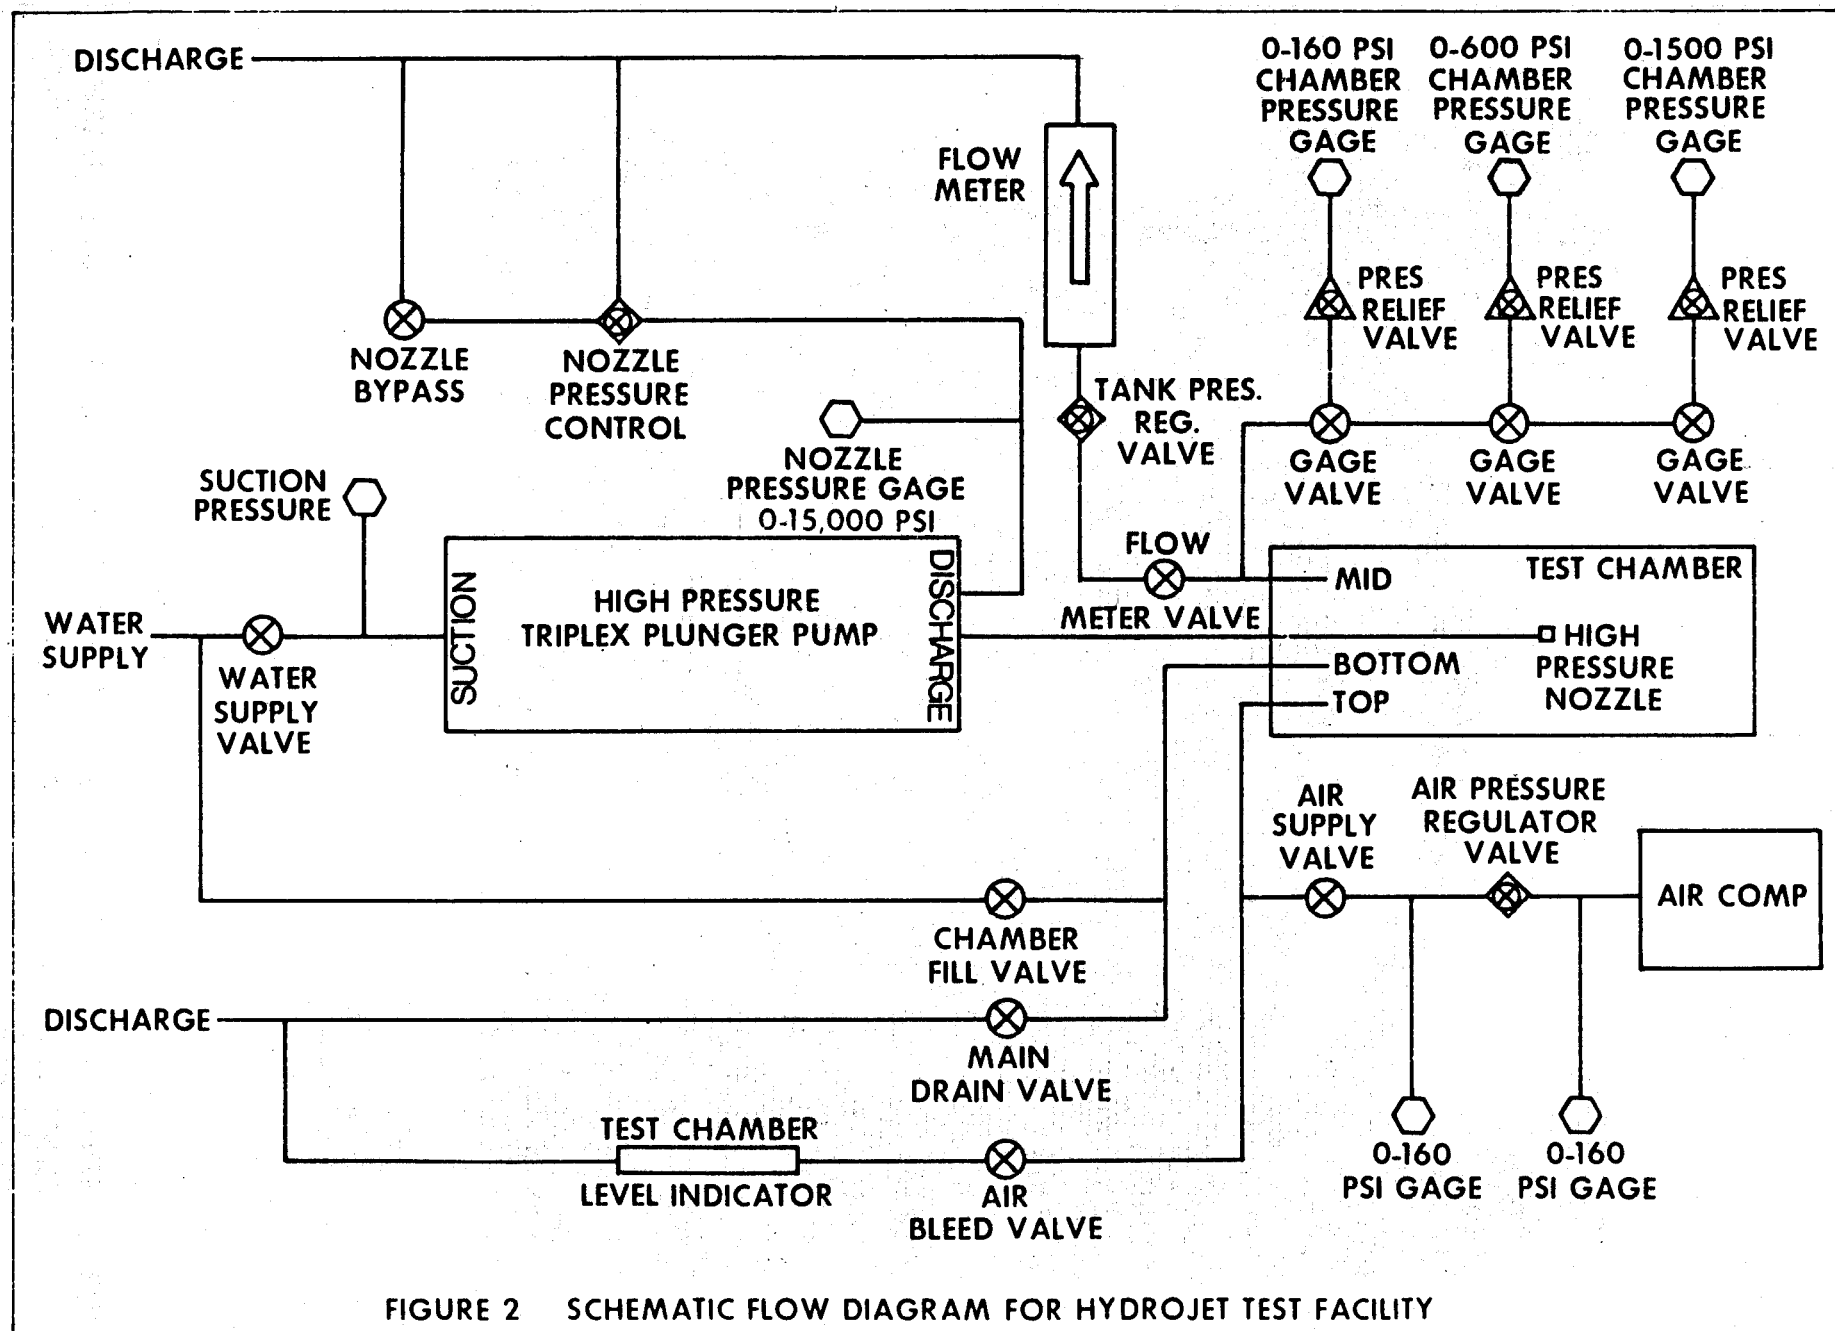 DISCHARGE
0-160 PSI
CHAMBER
PRESSURE
GAGE
0-600 PSI
CHAMBER
PRESSURE
GAGE
0-1500 PSI
CHAMBER
PRESSURE
GAGE
FLOW
METER
PRES
RELIEF
VALVE
PRES
RELIEF
VALVE
PRES
RELIEF
VALVE
NOZZLE
BYPASS
NOZZLE
PRESSURE
CONTROL
TANK PRES.
REG.
VALVE
NOZZLE
PRESSURE GAGE
0-15,000 PSI
GAGE
VALVE
GAGE
VALVE
GAGE
VALVE
SUCTION
PRESSURE
FLOW
METER VALVE
WATER
SUPPLY
WATER
SUPPLY
VALVE
SUCTION
HIGH PRESSURE
TRIPLEX PLUNGER PUMP
DISCHARGE
MID
TEST CHAMBER
HIGH
PRESSURE
NOZZLE
BOTTOM
TOP
AIR
SUPPLY
VALVE
AIR PRESSURE
REGULATOR
VALVE
AIR COMP
CHAMBER
FILL VALVE
DISCHARGE
MAIN
DRAIN VALVE
TEST CHAMBER
LEVEL INDICATOR
AIR
BLEED VALVE
0-160
PSI GAGE
0-160
PSI GAGE
FIGURE 2 SCHEMATIC FLOW DIAGRAM FOR HYDROJET TEST FACILITY